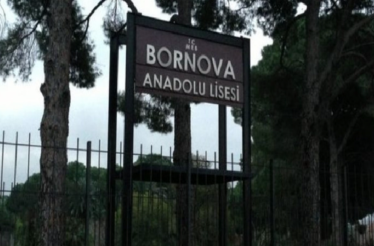 T.C.
M.E.B
BORNOVA
ANADOLU LİSESİ